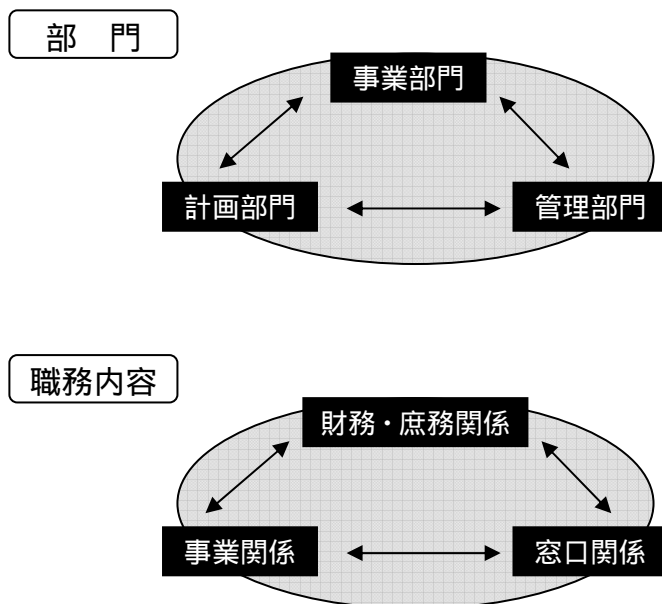 部　門
事業部門
計画部門
管理部門
職務内容
財務・庶務関係
事業関係
窓口関係